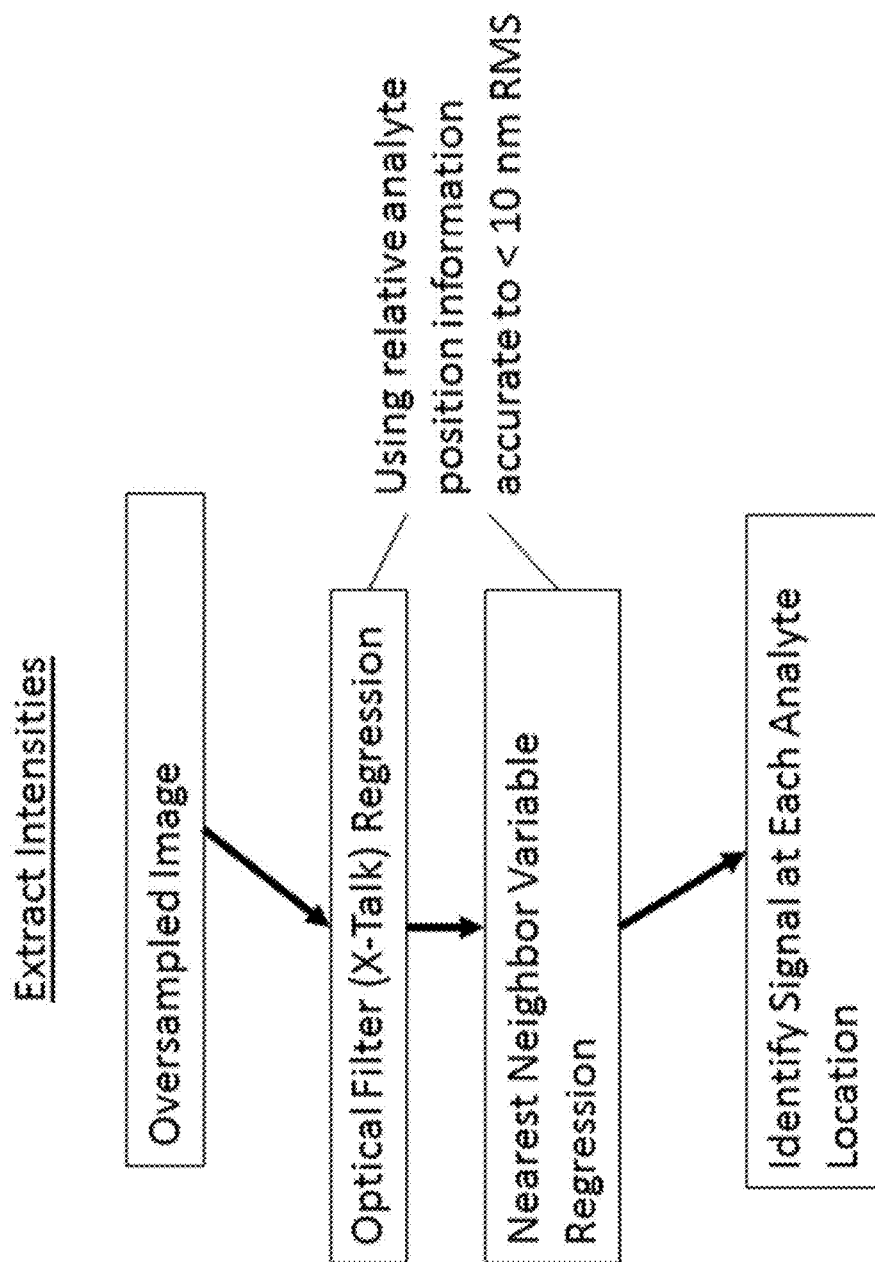 Extract Intensities
Oversampled Image
Optical Filter (X-Talk) Regression
Nearest Neighbor Variable
Regression
Using relative analyte
position information
accurate to < 10 nm RMS
Identify Signal at Each Analyte
Location